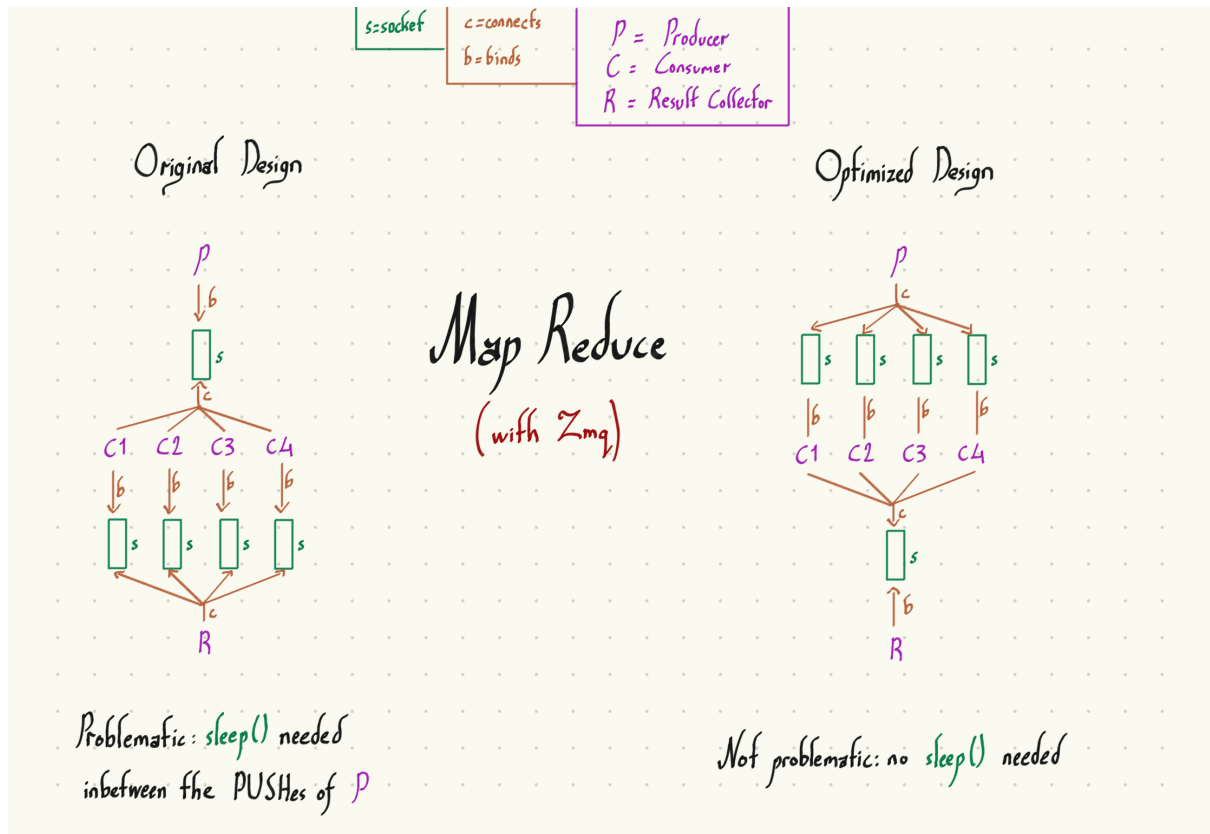 s=socket
c=connects
b=binds
P = Producer
C = Consumer
R = Result Collector
Original Design
Optimized Design
Map Reduce
(with Zmq)
P
b
s
c
C1 C2 C3 C4
b b b b
s s s s
c
R
Problematic: sleep() needed
inbetween the PUSHes of P
P
c
s s s s
b b b b
C1 C2 C3 C4
c
s
b
R
Not problematic: no sleep() needed